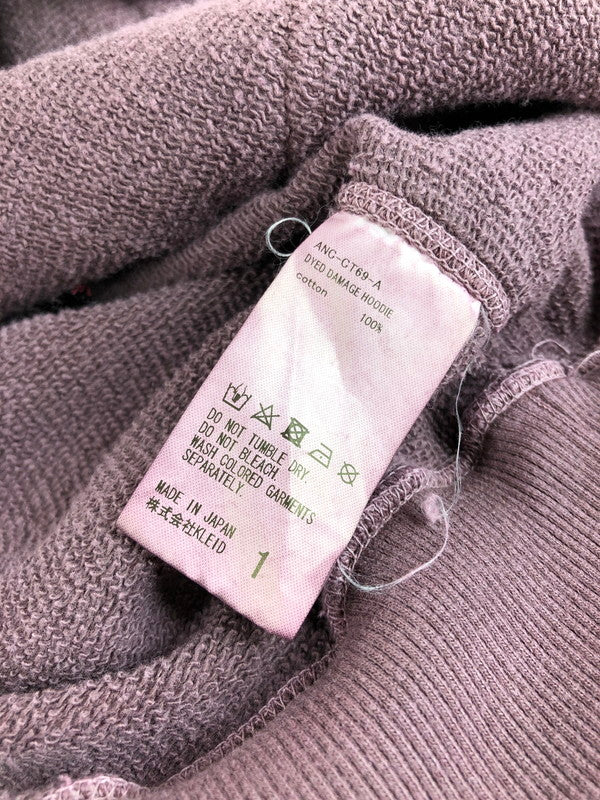 ANC-CT69-A
DYED DAMAGE HOODIE
cotton 100%
DO NOT TUMBLE DRY.
DO NOT BLEACH.
WASH COLORED GARMENTS
SEPARATELY.
MADE IN JAPAN
株式会社KLEID
1